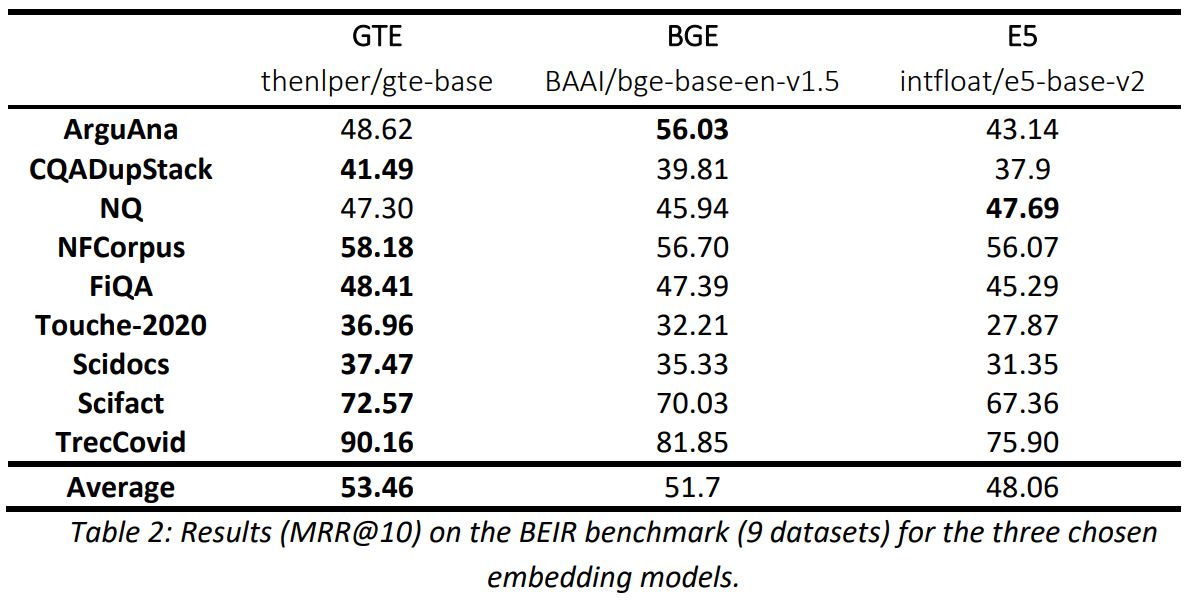 GTE BGE E5
thenlper/gte-base BAAI/bge-base-en-v1.5 intfloat/e5-base-v2
ArguAna 48.62 56.03 43.14
CQADupStack 41.49 39.81 37.9
NQ 47.30 45.94 47.69
NFCorpus 58.18 56.70 56.07
FiQA 48.41 47.39 45.29
Touche-2020 36.96 32.21 27.87
Scidocs 37.47 35.33 31.35
Scifact 72.57 70.03 67.36
TrecCovid 90.16 81.85 75.90
Average 53.46 51.7 48.06
Table 2: Results (MRR@10) on the BEIR benchmark (9 datasets) for the three chosen
embedding models.